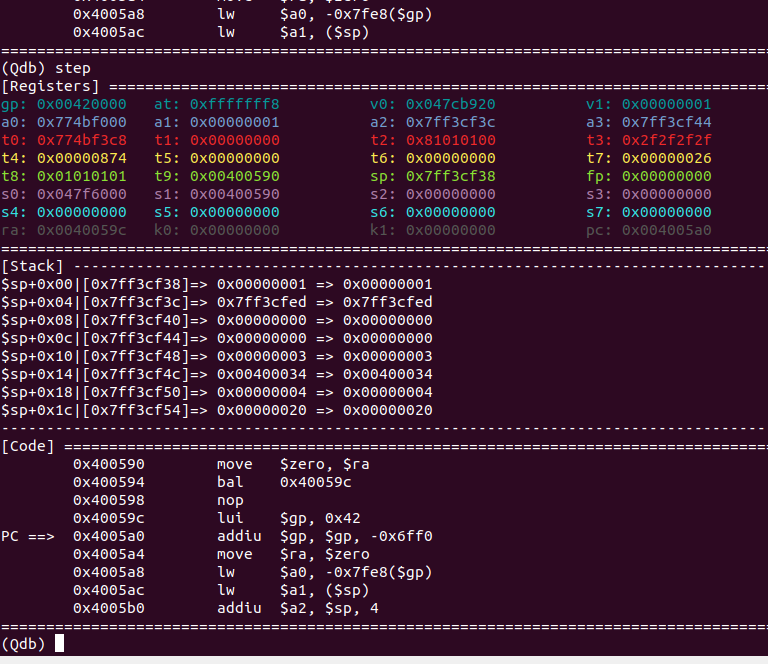 0x4005a8 lw $a0, -0x7fe8($gp)
0x4005ac lw $a1, ($sp)
(Qdb) step
[Registers]
gp: 0x00420000 at: 0xfffffff8 v0: 0x047cb920 v1: 0x00000001
a0: 0x774bf000 a1: 0x00000001 a2: 0x7ff3cf3c a3: 0x7ff3cf44
t0: 0x774bf3c8 t1: 0x00000000 t2: 0x81010100 t3: 0x2f2f2f2f
t4: 0x00000874 t5: 0x00000000 t6: 0x00000000 t7: 0x00000026
t8: 0x01010101 t9: 0x00400590 sp: 0x7ff3cf38 fp: 0x00000000
s0: 0x047f6000 s1: 0x00400590 s2: 0x00000000 s3: 0x00000000
s4: 0x00000000 s5: 0x00000000 s6: 0x00000000 s7: 0x00000000
ra: 0x0040059c k0: 0x00000000 k1: 0x00000000 pc: 0x004005a0
[Stack]
$sp+0x00|[0x7ff3cf38]=> 0x00000001 => 0x00000001
$sp+0x04|[0x7ff3cf3c]=> 0x7ff3cfed => 0x7ff3cfed
$sp+0x08|[0x7ff3cf40]=> 0x00000000 => 0x00000000
$sp+0x0c|[0x7ff3cf44]=> 0x00000000 => 0x00000000
$sp+0x10|[0x7ff3cf48]=> 0x00000003 => 0x00000003
$sp+0x14|[0x7ff3cf4c]=> 0x00400034 => 0x00400034
$sp+0x18|[0x7ff3cf50]=> 0x00000004 => 0x00000004
$sp+0x1c|[0x7ff3cf54]=> 0x00000020 => 0x00000020
[Code]
0x400590 move $zero, $ra
0x400594 bal 0x40059c
0x400598 nop
0x40059c lui $gp, 0x42
PC ==> 0x4005a0 addiu $gp, $gp, -0x6ff0
0x4005a4 move $ra, $zero
0x4005a8 lw $a0, -0x7fe8($gp)
0x4005ac lw $a1, ($sp)
0x4005b0 addiu $a2, $sp, 4
(Qdb)